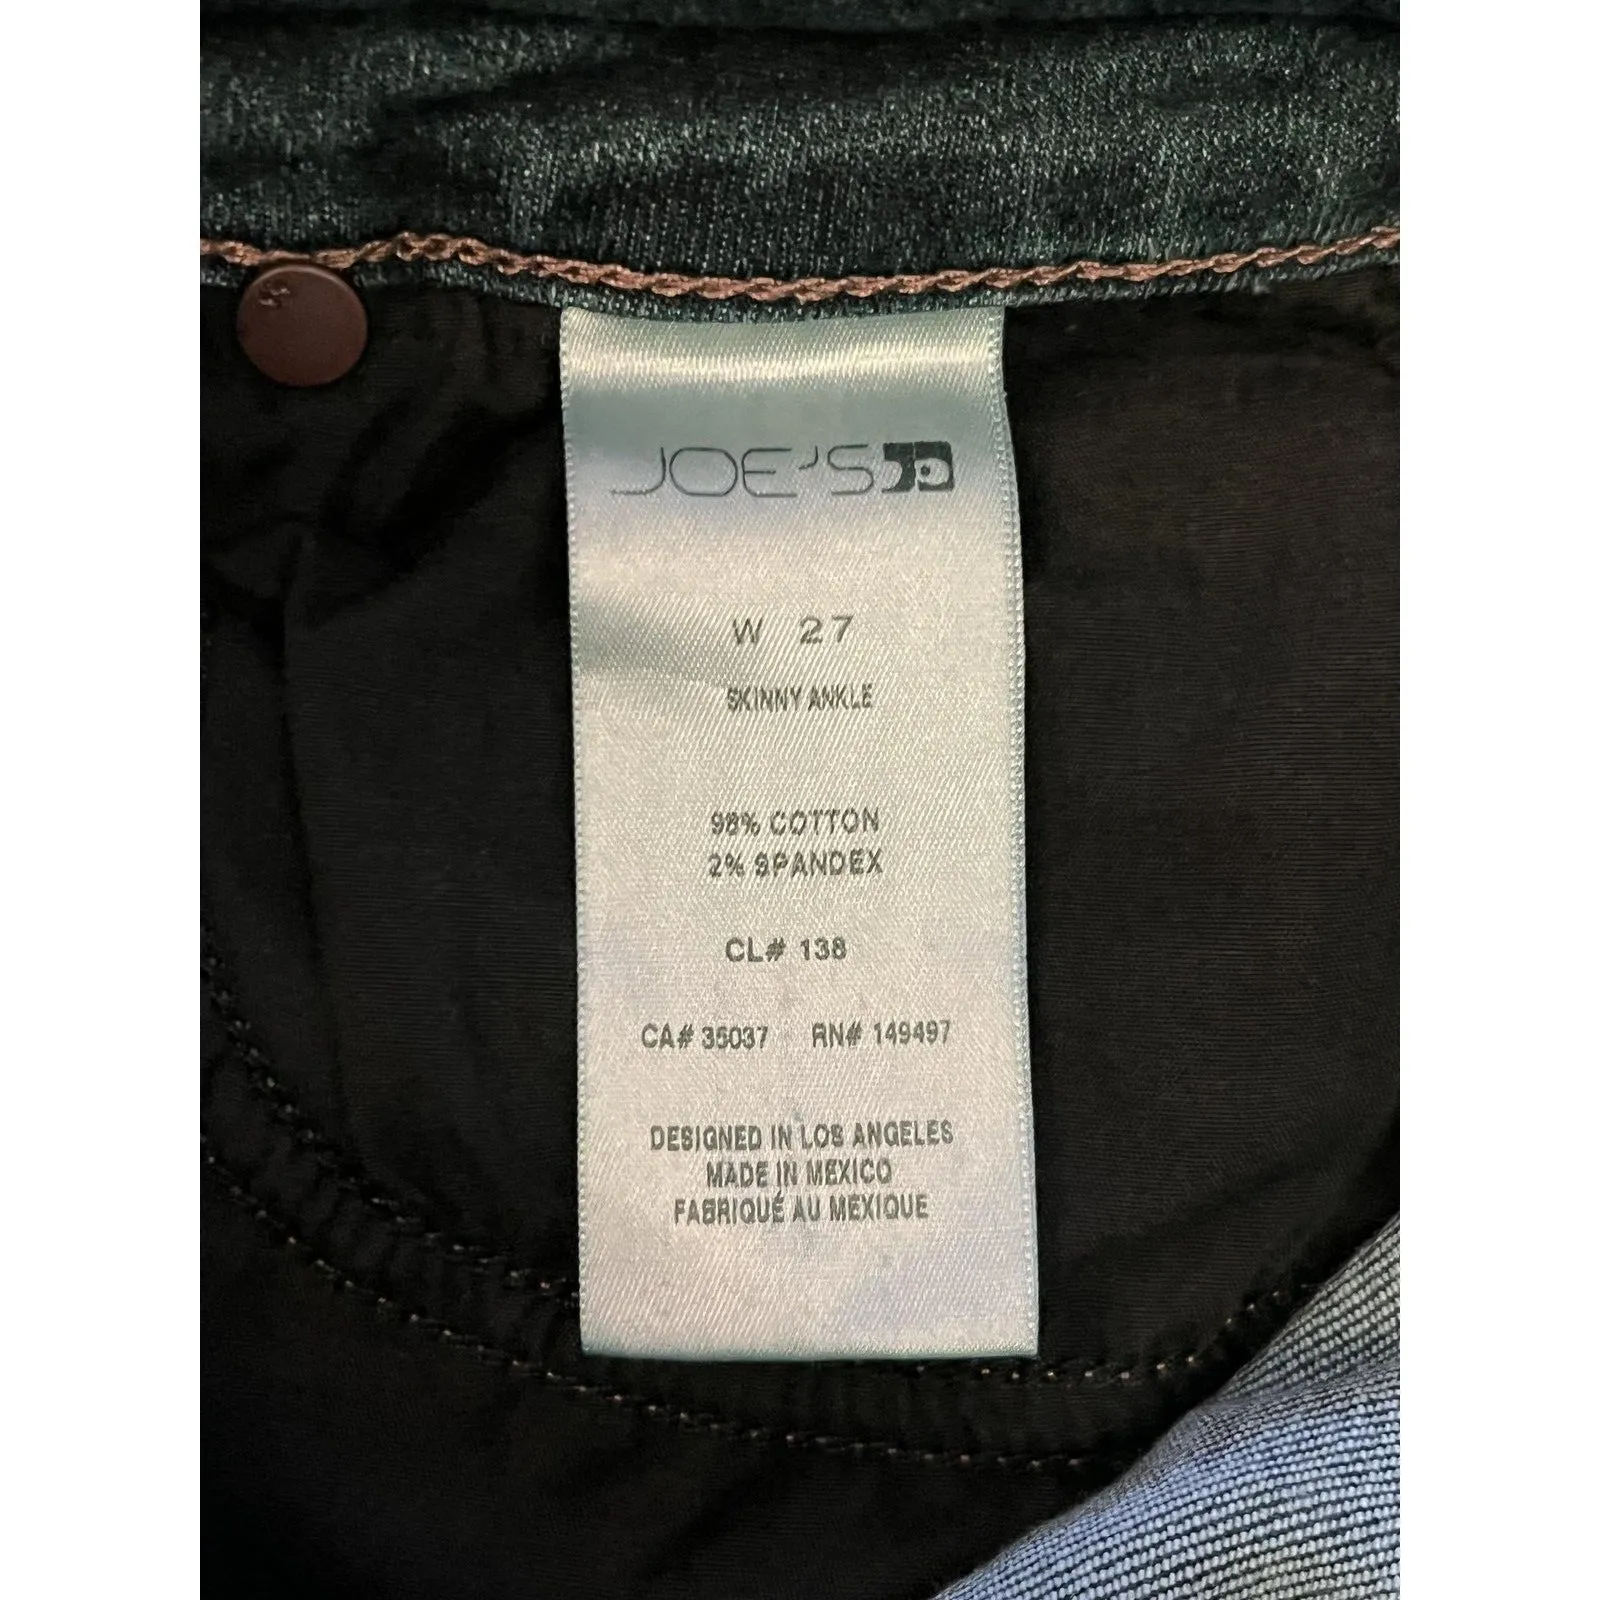 JOE'S
W 27
SKINNY ANKLE
98% COTTON
2% SPANDEX
CL# 138
CA# 35037 RN# 149497
DESIGNED IN LOS ANGELES
MADE IN MEXICO
FABRIQUÉ AU MEXIQUE